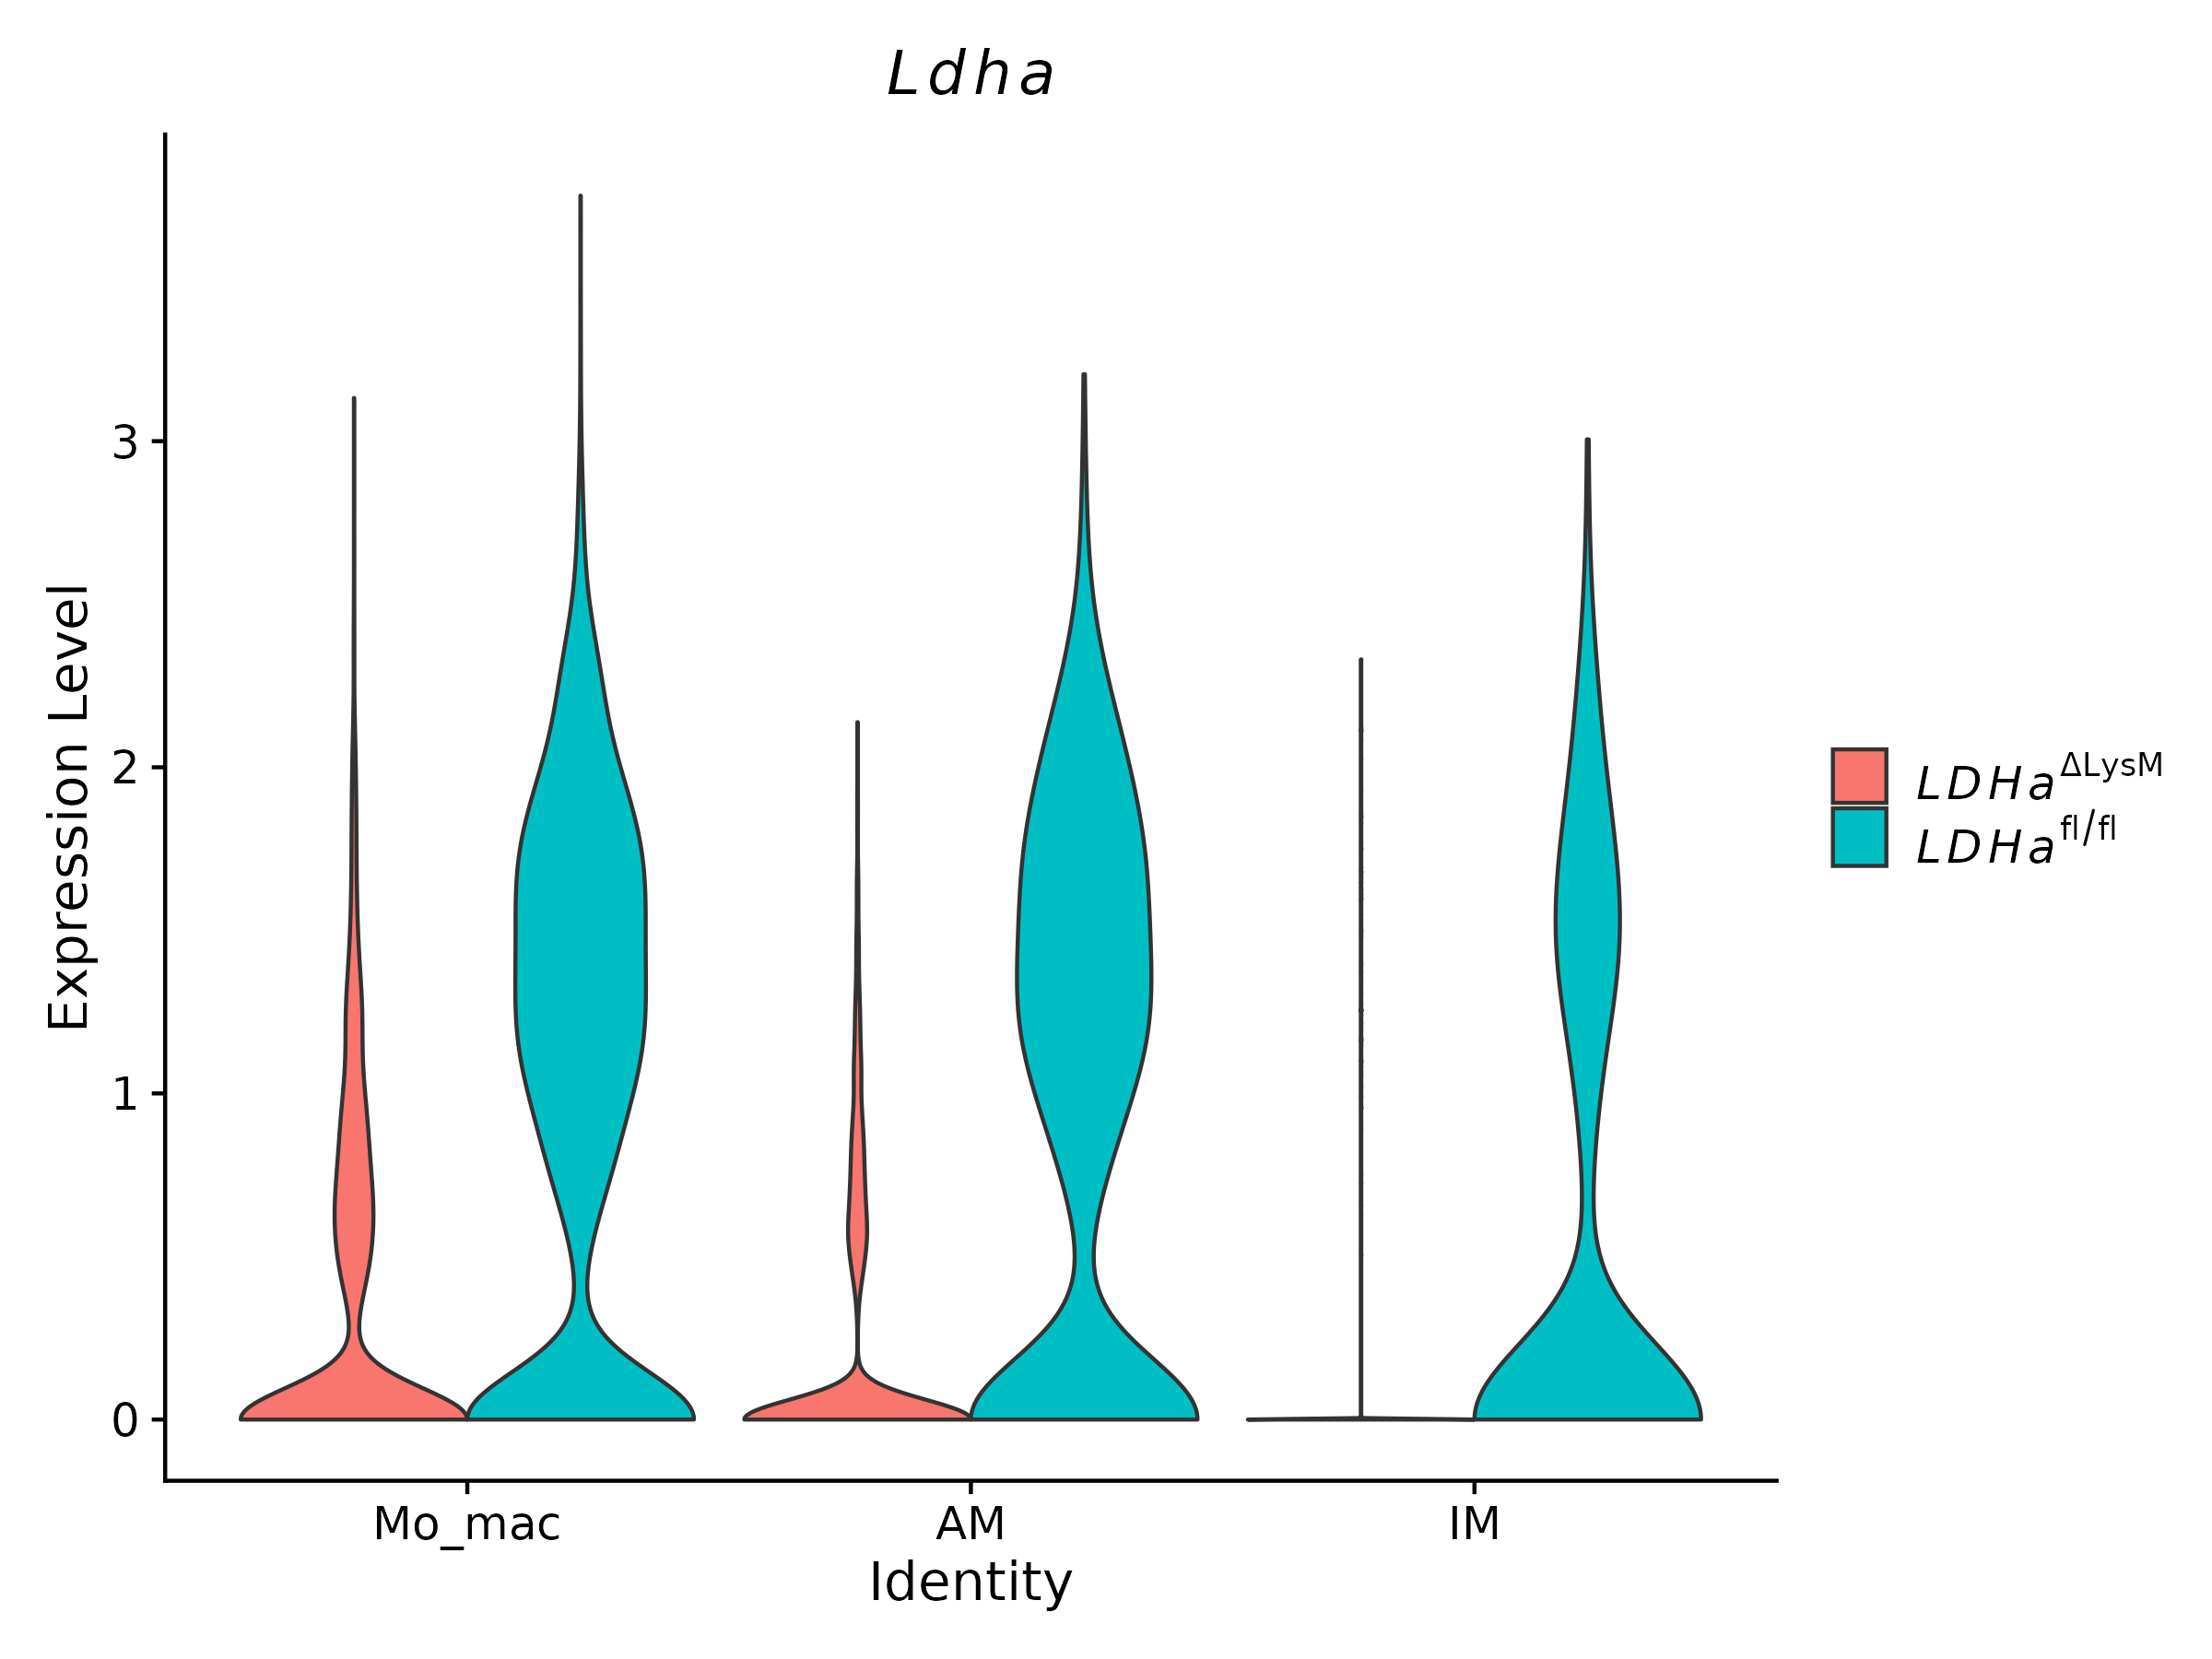 Ldha
Expression Level
3
2
1
0
Mo_mac AM IM
Identity
LDHa^ΔLysM
LDHa^fl/fl